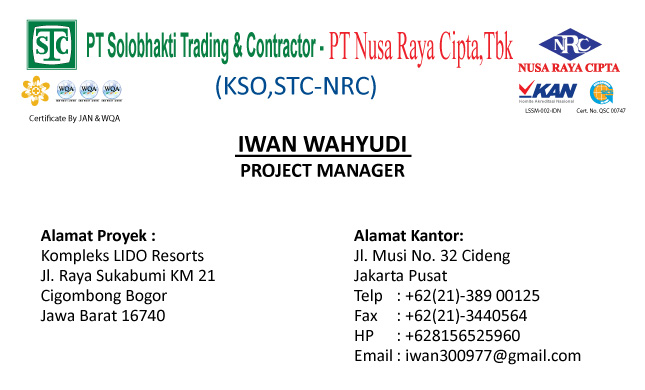 STC
PT Solobhakti Trading & Contractor - PT Nusa Raya Cipta,Tbk
NRC
NUSA RAYA CIPTA
(KSO,STC-NRC)
WQA WQA WQA
KAN
Komite Akreditasi Nasional
LSSM-002-IDN Cert. No. QSC 00747
Certificate By JAN & WQA
IWAN WAHYUDI
PROJECT MANAGER
Alamat Proyek :
Kompleks LIDO Resorts
Jl. Raya Sukabumi KM 21
Cigombong Bogor
Jawa Barat 16740
Alamat Kantor:
Jl. Musi No. 32 Cideng
Jakarta Pusat
Telp : +62(21)-389 00125
Fax : +62(21)-3440564
HP : +628156525960
Email : iwan300977@gmail.com